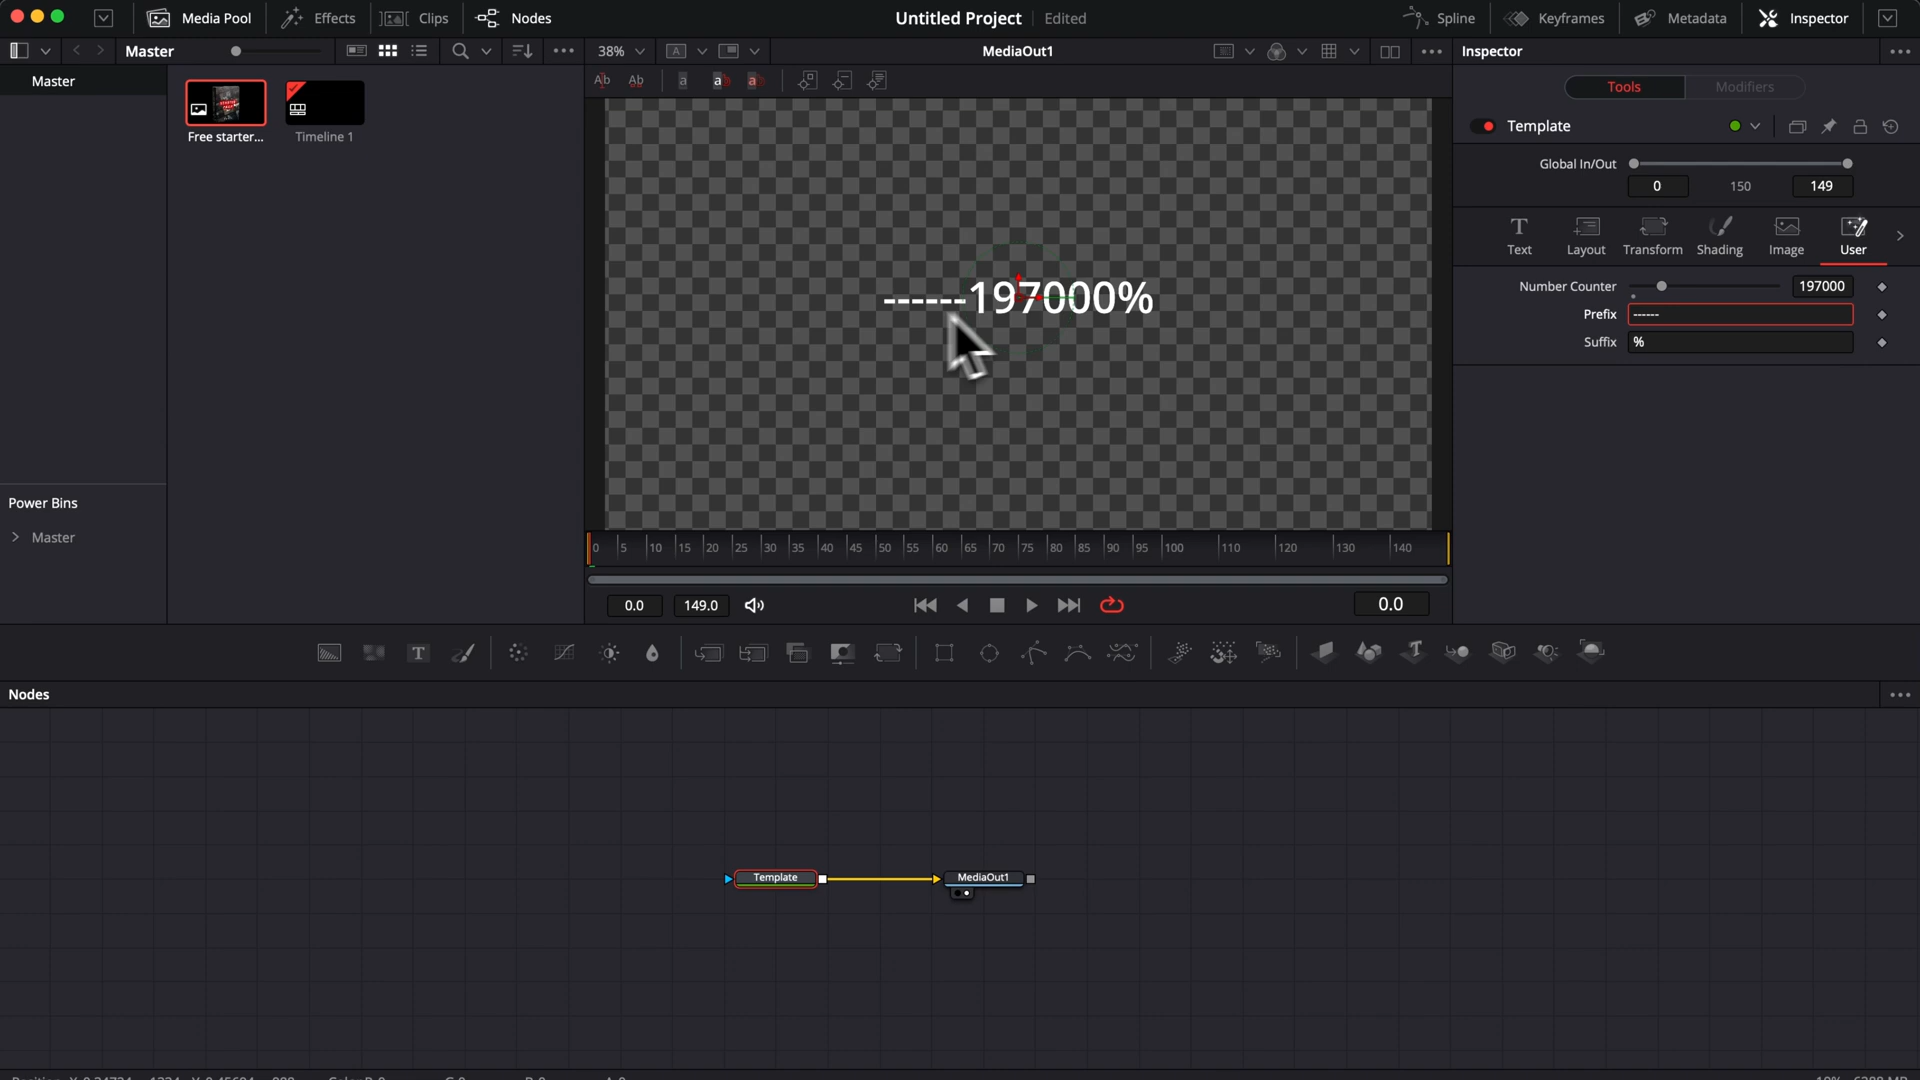 Media Pool
Effects
Clips
Nodes
Untitled Project
Edited
Spline
Keyframes
Metadata
Inspector
Master
38%
MediaOut1
Inspector
Master
Free starter...
Timeline 1
Power Bins
Master
------197000%
Tools
Modifiers
Template
Global In/Out
0
150
149
Text
Layout
Transform
Shading
Image
User
Number Counter
197000
Prefix
------
Suffix
%
0 5 10 15 20 25 30 35 40 45 50 55 60 65 70 75 80 85 90 95 100 110 120 130 140
0.0
149.0
0.0
Nodes
Template
MediaOut1